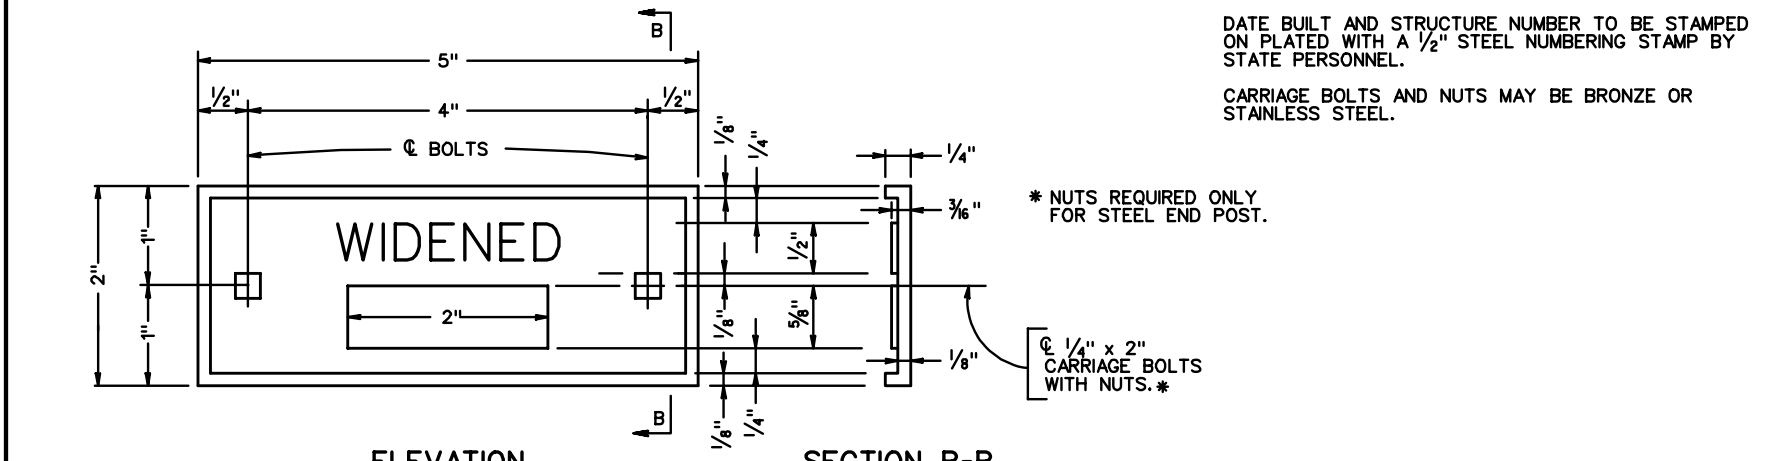 B
DATE BUILT AND STRUCTURE NUMBER TO BE STAMPED
ON PLATED WITH A 1/2" STEEL NUMBERING STAMP BY
STATE PERSONNEL.
CARRIAGE BOLTS AND NUTS MAY BE BRONZE OR
STAINLESS STEEL.
5"
1/2"
4"
1/2"
1/8"
1/4"
℄ BOLTS
1/4"
3/16"
* NUTS REQUIRED ONLY
FOR STEEL END POST.
WIDENED
1"
1/2"
2"
2"
1"
1/8"
5/8"
1/8"
℄ 1/4" x 2"
CARRIAGE BOLTS
WITH NUTS.*
B
1/8"
1/4"
ELEVATION
SECTION B-B